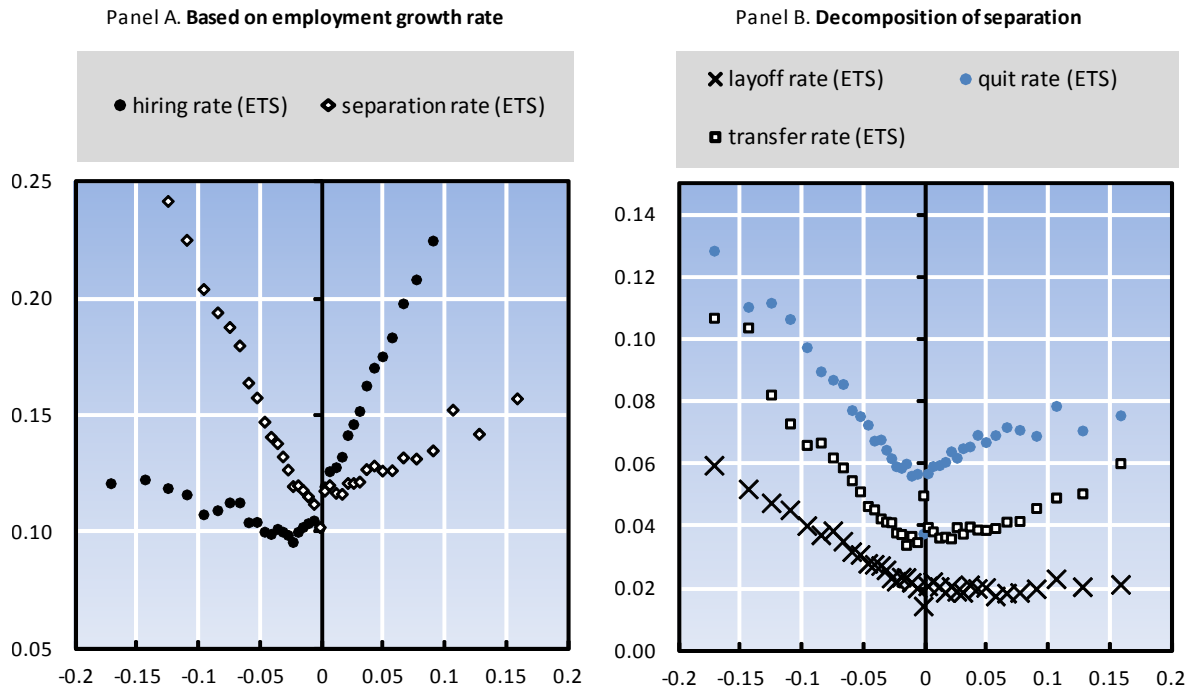 Panel A. Based on employment growth rate
hiring rate (ETS) separation rate (ETS)
0.25
0.20
0.15
0.10
0.05
-0.2 -0.15 -0.1 -0.05 0 0.05 0.1 0.15 0.2
Panel B. Decomposition of separation
layoff rate (ETS) quit rate (ETS)
transfer rate (ETS)
0.14
0.12
0.10
0.08
0.06
0.04
0.02
0.00
-0.2 -0.15 -0.1 -0.05 0 0.05 0.1 0.15 0.2